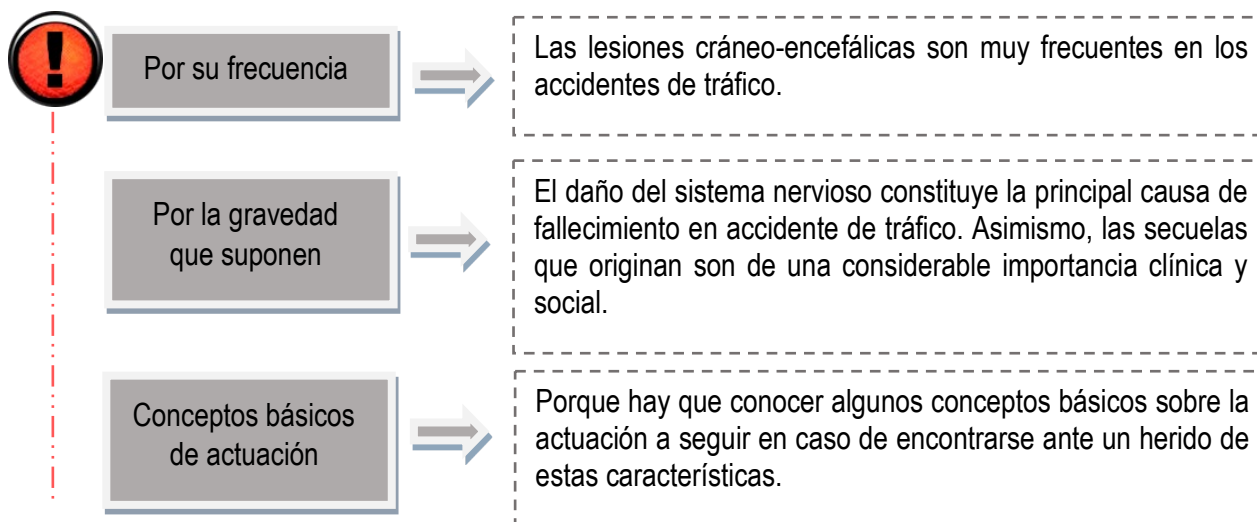 Por su frecuencia
Las lesiones cráneo-encefálicas son muy frecuentes en los
accidentes de tráfico.
Por la gravedad
que suponen
El daño del sistema nervioso constituye la principal causa de
fallecimiento en accidente de tráfico. Asimismo, las secuelas
que originan son de una considerable importancia clínica y
social.
Conceptos básicos
de actuación
Porque hay que conocer algunos conceptos básicos sobre la
actuación a seguir en caso de encontrarse ante un herido de
estas características.